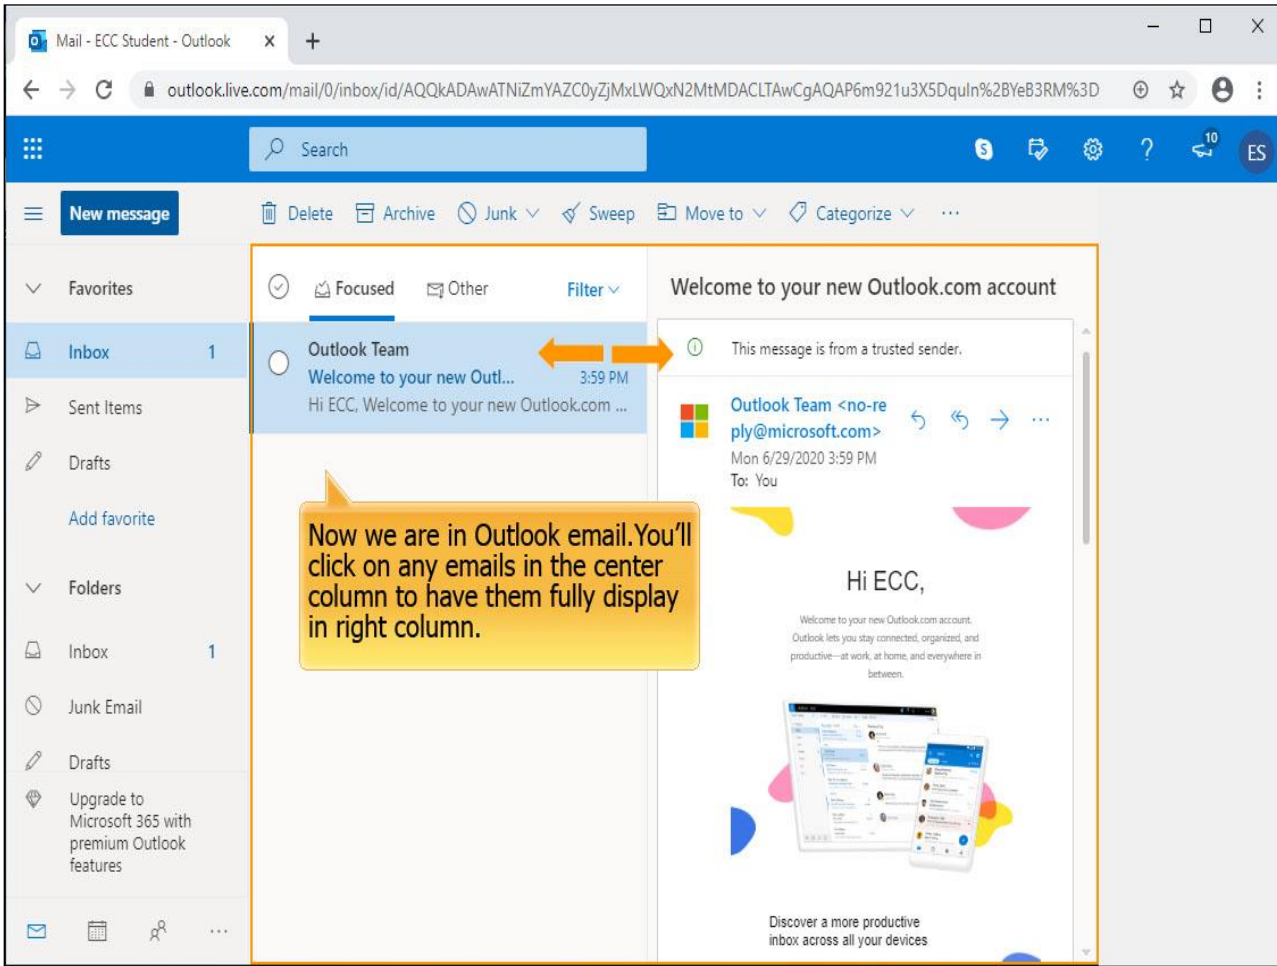 Mail - ECC Student - Outlook
outlook.live.com/mail/0/inbox/id/AQQkADAwATNiZmYAZC0yZjMxLWQxN2MtMDACLTAwCgAQAP6m921u3X5Dquln%2BYeB3RM%3D
Search
10
ES
New message
Delete Archive Junk Sweep Move to Categorize ...
Favorites
Inbox 1
Sent Items
Drafts
Add favorite
Folders
Inbox 1
Junk Email
Drafts
Upgrade to
Microsoft 365 with
premium Outlook
features
Focused Other Filter
Outlook Team
Welcome to your new Outl... 3:59 PM
Hi ECC, Welcome to your new Outlook.com ...
Now we are in Outlook email.You'll
click on any emails in the center
column to have them fully display
in right column.
Welcome to your new Outlook.com account
This message is from a trusted sender.
Outlook Team <no-re
ply@microsoft.com>
Mon 6/29/2020 3:59 PM
To: You
Hi ECC,
Welcome to your new Outlook.com account.
Outlook lets you stay connected, organized, and
productive—at work, at home, and everywhere in
between.
Discover a more productive
inbox across all your devices